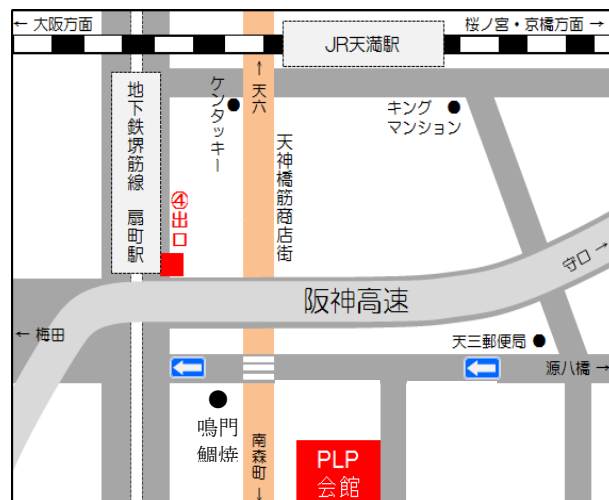 ← 大阪方面
桜ノ宮・京橋方面 →
JR天満駅
地下鉄堺筋線 扇町駅
④出口
ケンタッキー
← 天六
天神橋筋商店街
キング
マンション
阪神高速
守口 →
← 梅田
天三郵便局
源八橋 →
鳴門
鯛焼
南森町 →
PLP
会館